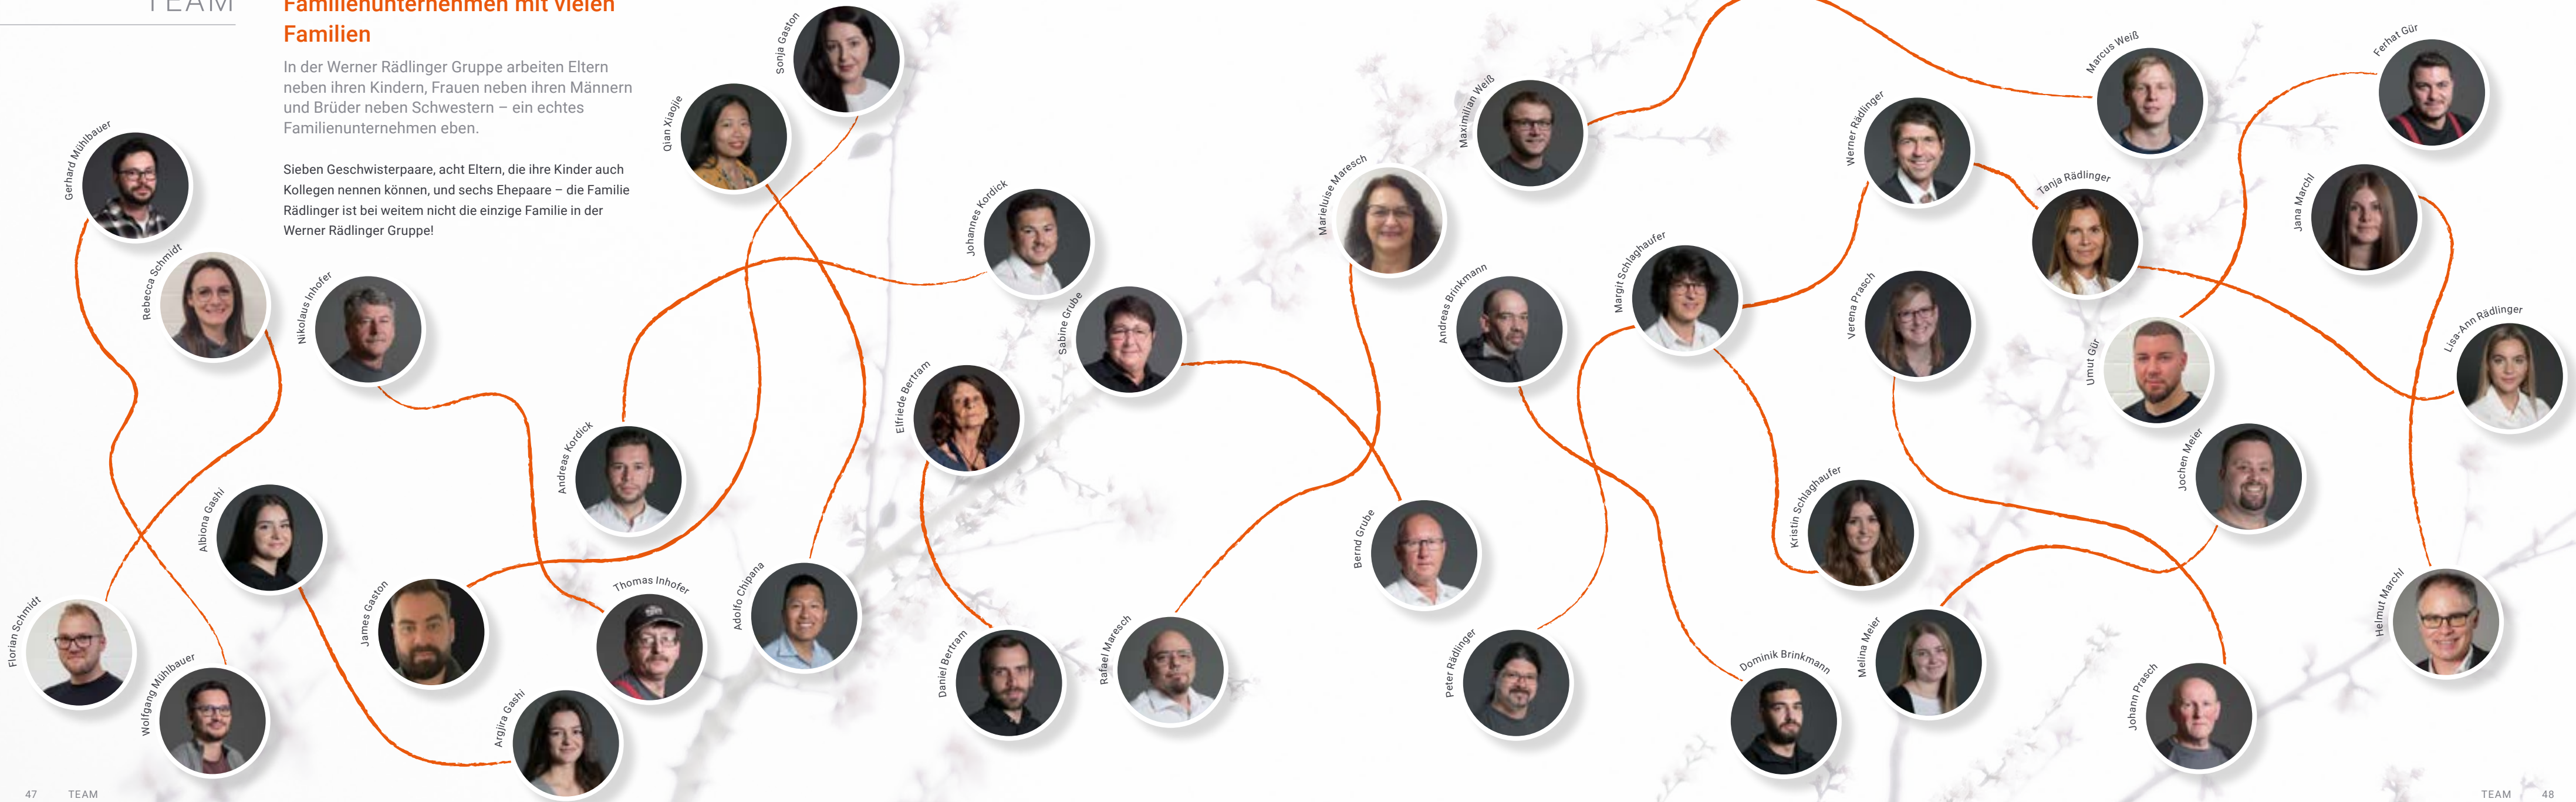 TEAM
Familienunternehmen mit vielen
Familien
In der Werner Rädlinger Gruppe arbeiten Eltern
neben ihren Kindern, Frauen neben ihren Männern
und Brüder neben Schwestern – ein echtes
Familienunternehmen eben.
Sieben Geschwisterpaare, acht Eltern, die ihre Kinder auch
Kollegen nennen können, und sechs Ehepaare – die Familie
Rädlinger ist bei weitem nicht die einzige Familie in der
Werner Rädlinger Gruppe!
Gerhard Mühlbauer
Rebecca Schmidt
Nikolaus Inhofer
Qian Xiaojie
Sonja Gaston
Johannes Kordick
Sabine Grube
Elfriede Bertram
Andreas Kordick
Albiona Gashi
James Gaston
Thomas Inhofer
Adolfo Chipana
Florian Schmidt
Wolfgang Mühlbauer
Argjira Gashi
Daniel Bertram
Rafael Maresch
Marieluise Maresch
Maximilian Weiß
Marcus Weiß
Ferhat Gür
Werner Rädlinger
Tanja Rädlinger
Jana Marchl
Andreas Brinkmann
Margit Schlaghaufer
Verena Prasch
Umut Gür
Lisa-Ann Rädlinger
Jochen Meier
Kristin Schlaghaufer
Bernd Grube
Peter Rädlinger
Dominik Brinkmann
Melina Meier
Johann Prasch
Helmut Marchl
47 TEAM
TEAM 48